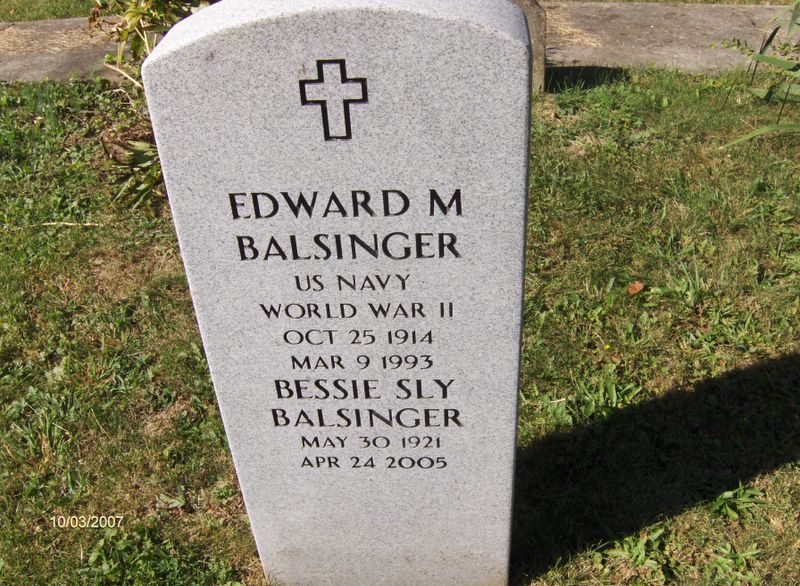 EDWARD M
BALSINGER
US NAVY
WORLD WAR II
OCT 25 1914
MAR 9 1993
BESSIE SLY
BALSINGER
MAY 30 1921
APR 24 2005
10/03/2007